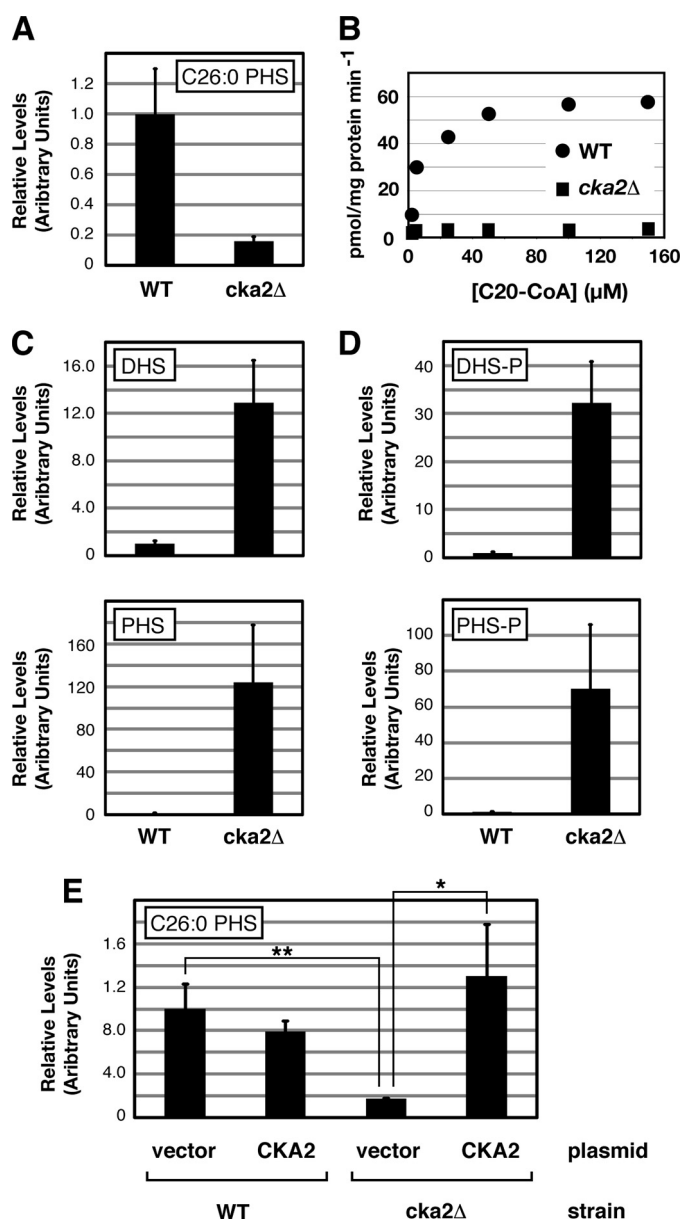 A
Relative Levels
(Aribtrary Units)
C26:0 PHS
1.2
1.0
0.8
0.6
0.4
0.2
0
WT
cka2Δ
B
pmol/mg protein min⁻¹
60
40
20
0
WT
cka2Δ
0
40
80
120
160
[C20-CoA] (µM)
C
Relative Levels
(Aribtrary Units)
DHS
16.0
12.0
8.0
4.0
0
Relative Levels
(Aribtrary Units)
PHS
160
120
80
40
0
WT
cka2Δ
D
Relative Levels
(Aribtrary Units)
DHS-P
40
30
20
10
0
Relative Levels
(Aribtrary Units)
PHS-P
100
80
60
40
20
0
WT
cka2Δ
E
Relative Levels
(Aribtrary Units)
C26:0 PHS
1.6
1.2
8.0
4.0
0
**
*
vector CKA2 vector CKA2 plasmid
WT cka2Δ strain